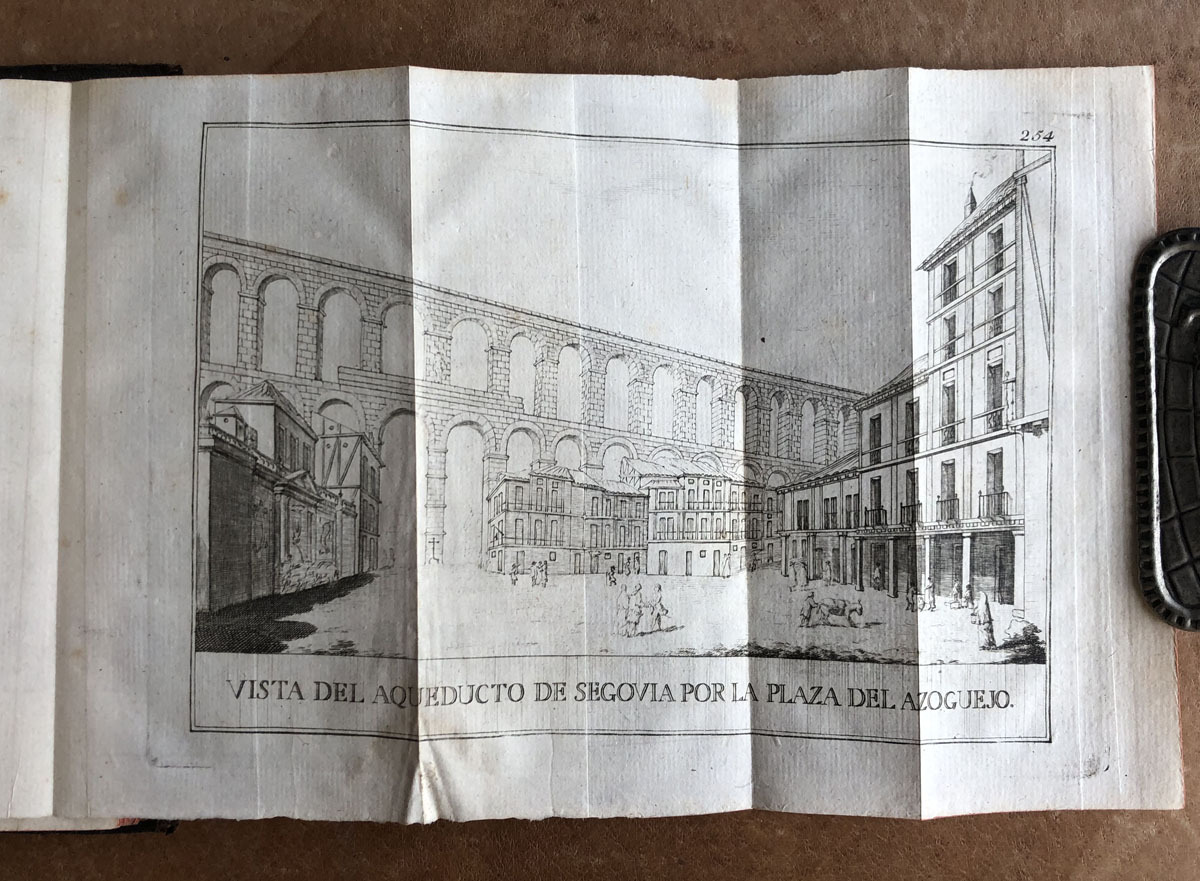 254
VISTA DEL AQUEDUCTO DE SEGOVIA POR LA PLAZA DEL AZOGUEJO.